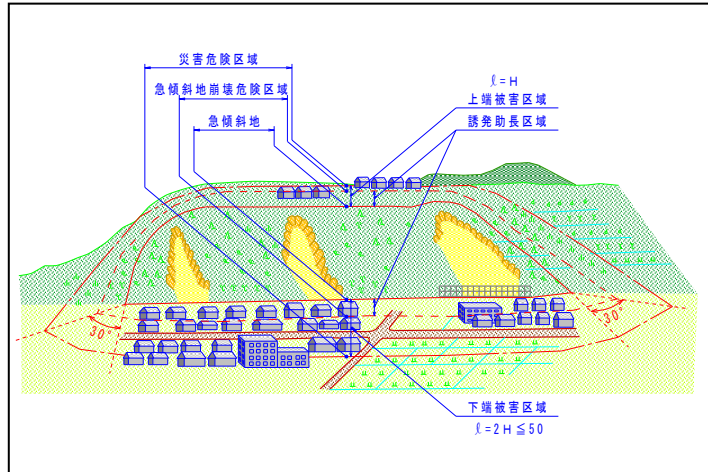 災害危険区域
急傾斜地崩壊危険区域
急傾斜地
ℓ=H
上端被害区域
誘発助長区域
30°
30°
下端被害区域
ℓ=2H≦50